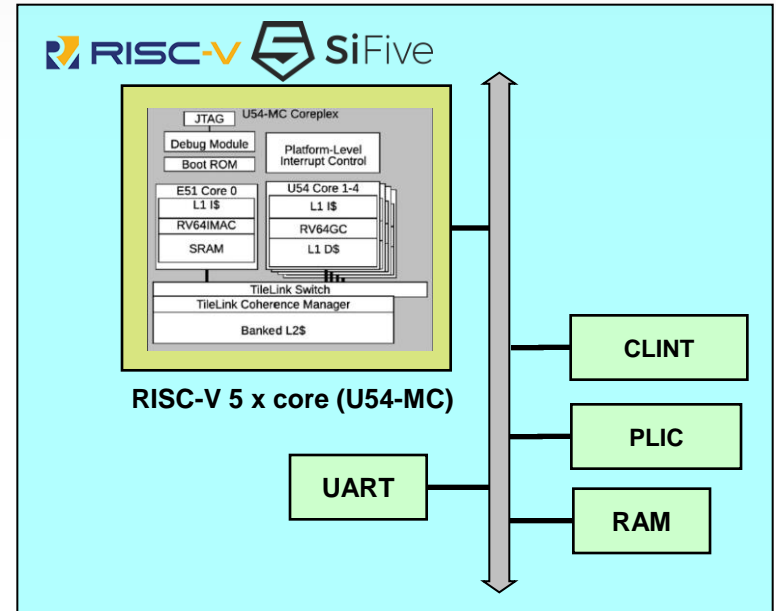 RISC-V SiFive
JTAG U54-MC Coreplex
Debug Module
Boot ROM
Platform-Level
Interrupt Control
E51 Core 0
L1 I$
RV64IMAC
SRAM
U54 Core 1-4
L1 I$
RV64GC
L1 D$
TileLink Switch
TileLink Coherence Manager
Banked L2$
RISC-V 5 x core (U54-MC)
CLINT
PLIC
UART
RAM